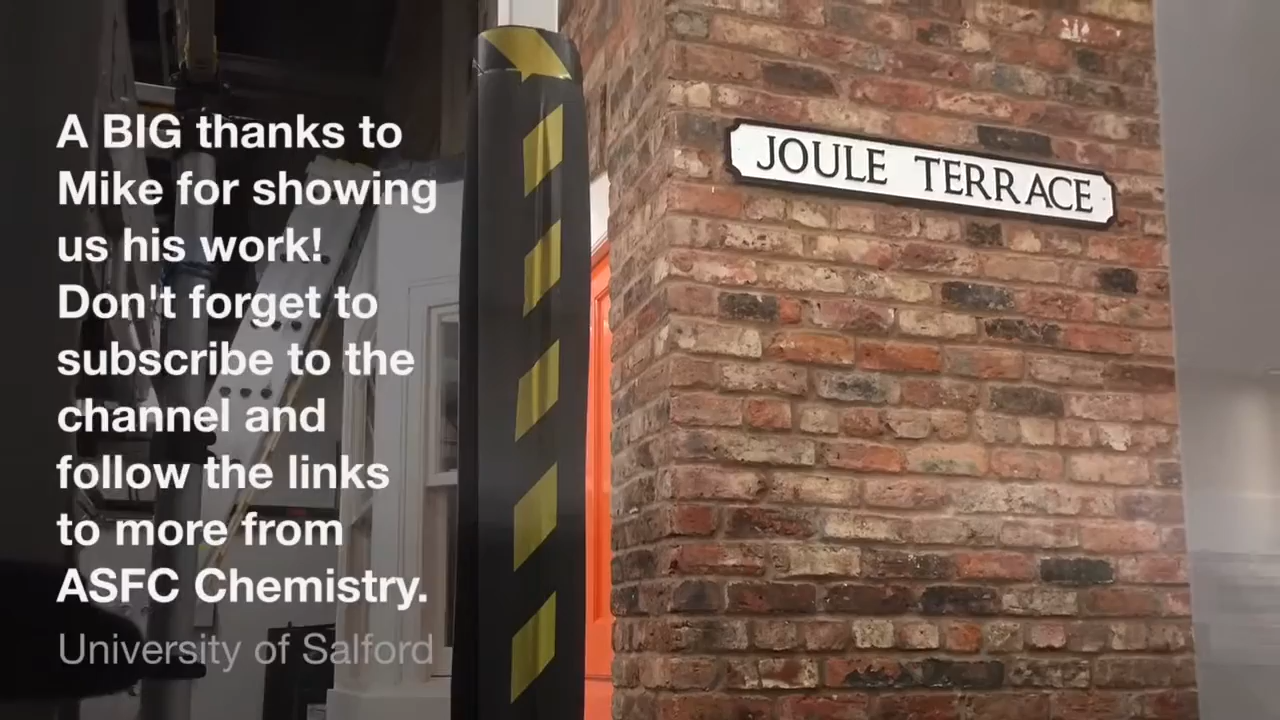 A BIG thanks to
Mike for showing
us his work!
Don't forget to
subscribe to the
channel and
follow the links
to more from
ASFC Chemistry.
University of Salford
JOULE TERRACE